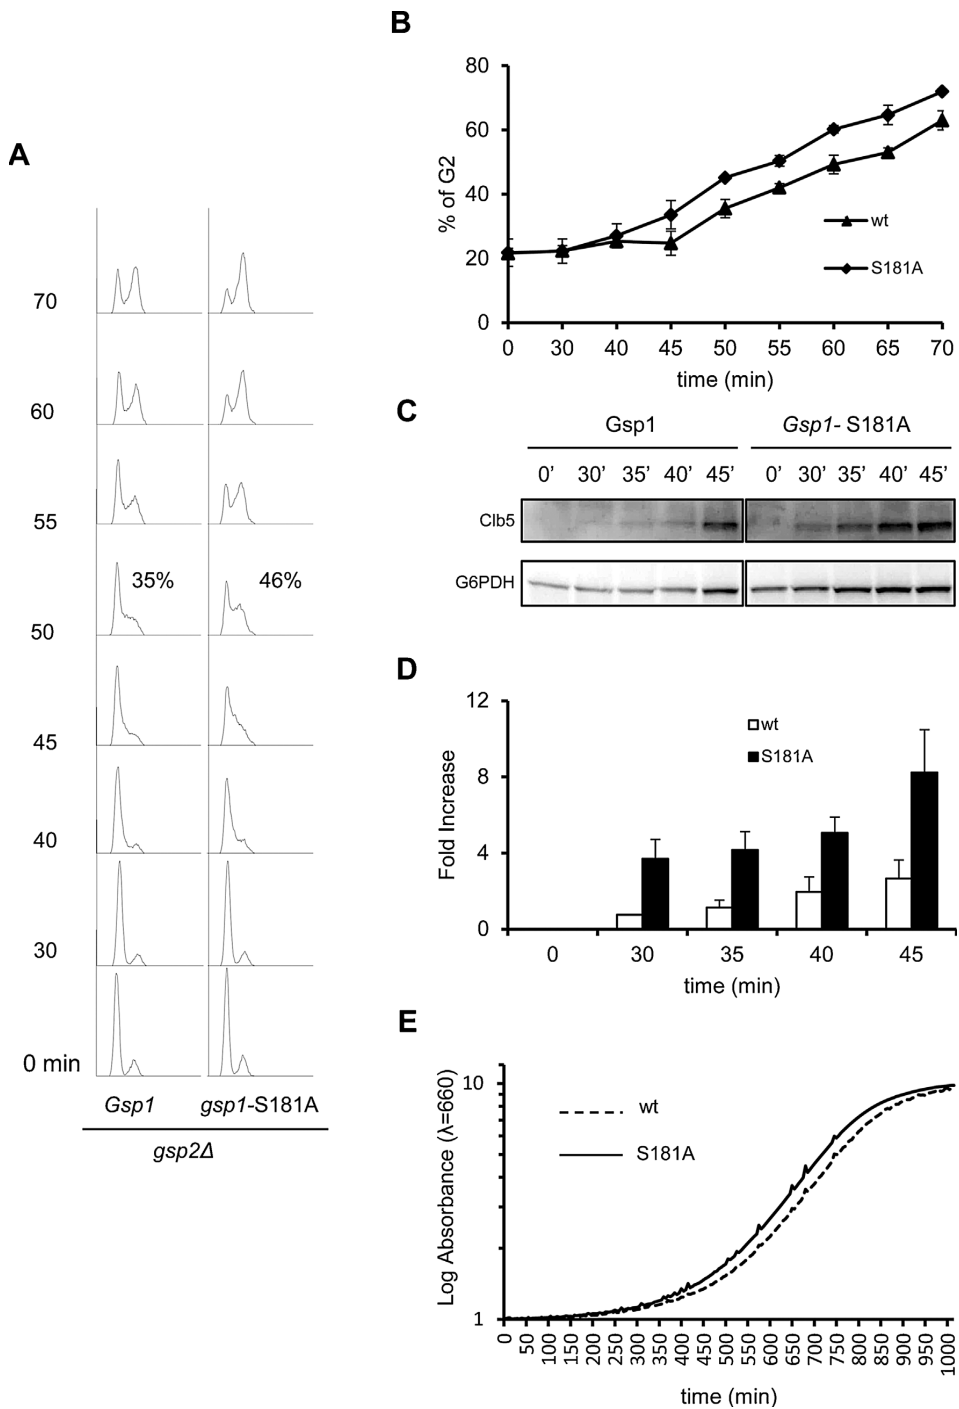 A
70
60
55
35%
46%
50
45
40
30
0 min
Gsp1
gsp1-S181A
gsp2Δ
B
% of G2
80
60
40
20
0
wt
S181A
0 30 40 45 50 55 60 65 70
time (min)
C
Gsp1
Gsp1- S181A
0’ 30’ 35’ 40’ 45’
0’ 30’ 35’ 40’ 45’
Clb5
G6PDH
D
Fold Increase
12
8
4
0
wt
S181A
0 30 35 40 45
time (min)
E
Log Absorbance (λ=660)
10
1
wt
S181A
0 50 100 150 200 250 300 350 400 450 500 550 600 650 700 750 800 850 900 950 1000
time (min)